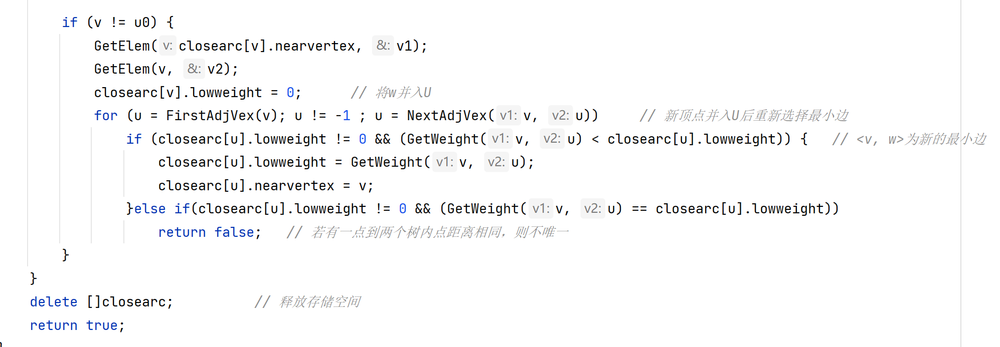 if (v != u0) {
GetElem( v: closearc[v].nearvertex, &: v1);
GetElem(v, &: v2);
closearc[v].lowweight = 0; // 将w并入U
for (u = FirstAdjVex(v); u != -1 ; u = NextAdjVex( v1: v, v2: u)) // 新顶点并入U后重新选择最小边
if (closearc[u].lowweight != 0 && (GetWeight( v1: v, v2: u) < closearc[u].lowweight)) { // <v, w>为新的最小边
closearc[u].lowweight = GetWeight( v1: v, v2: u);
closearc[u].nearvertex = v;
}else if(closearc[u].lowweight != 0 && (GetWeight( v1: v, v2: u) == closearc[u].lowweight))
return false; // 若有一点到两个树内点距离相同，则不唯一
}
}
delete []closearc; // 释放存储空间
return true;